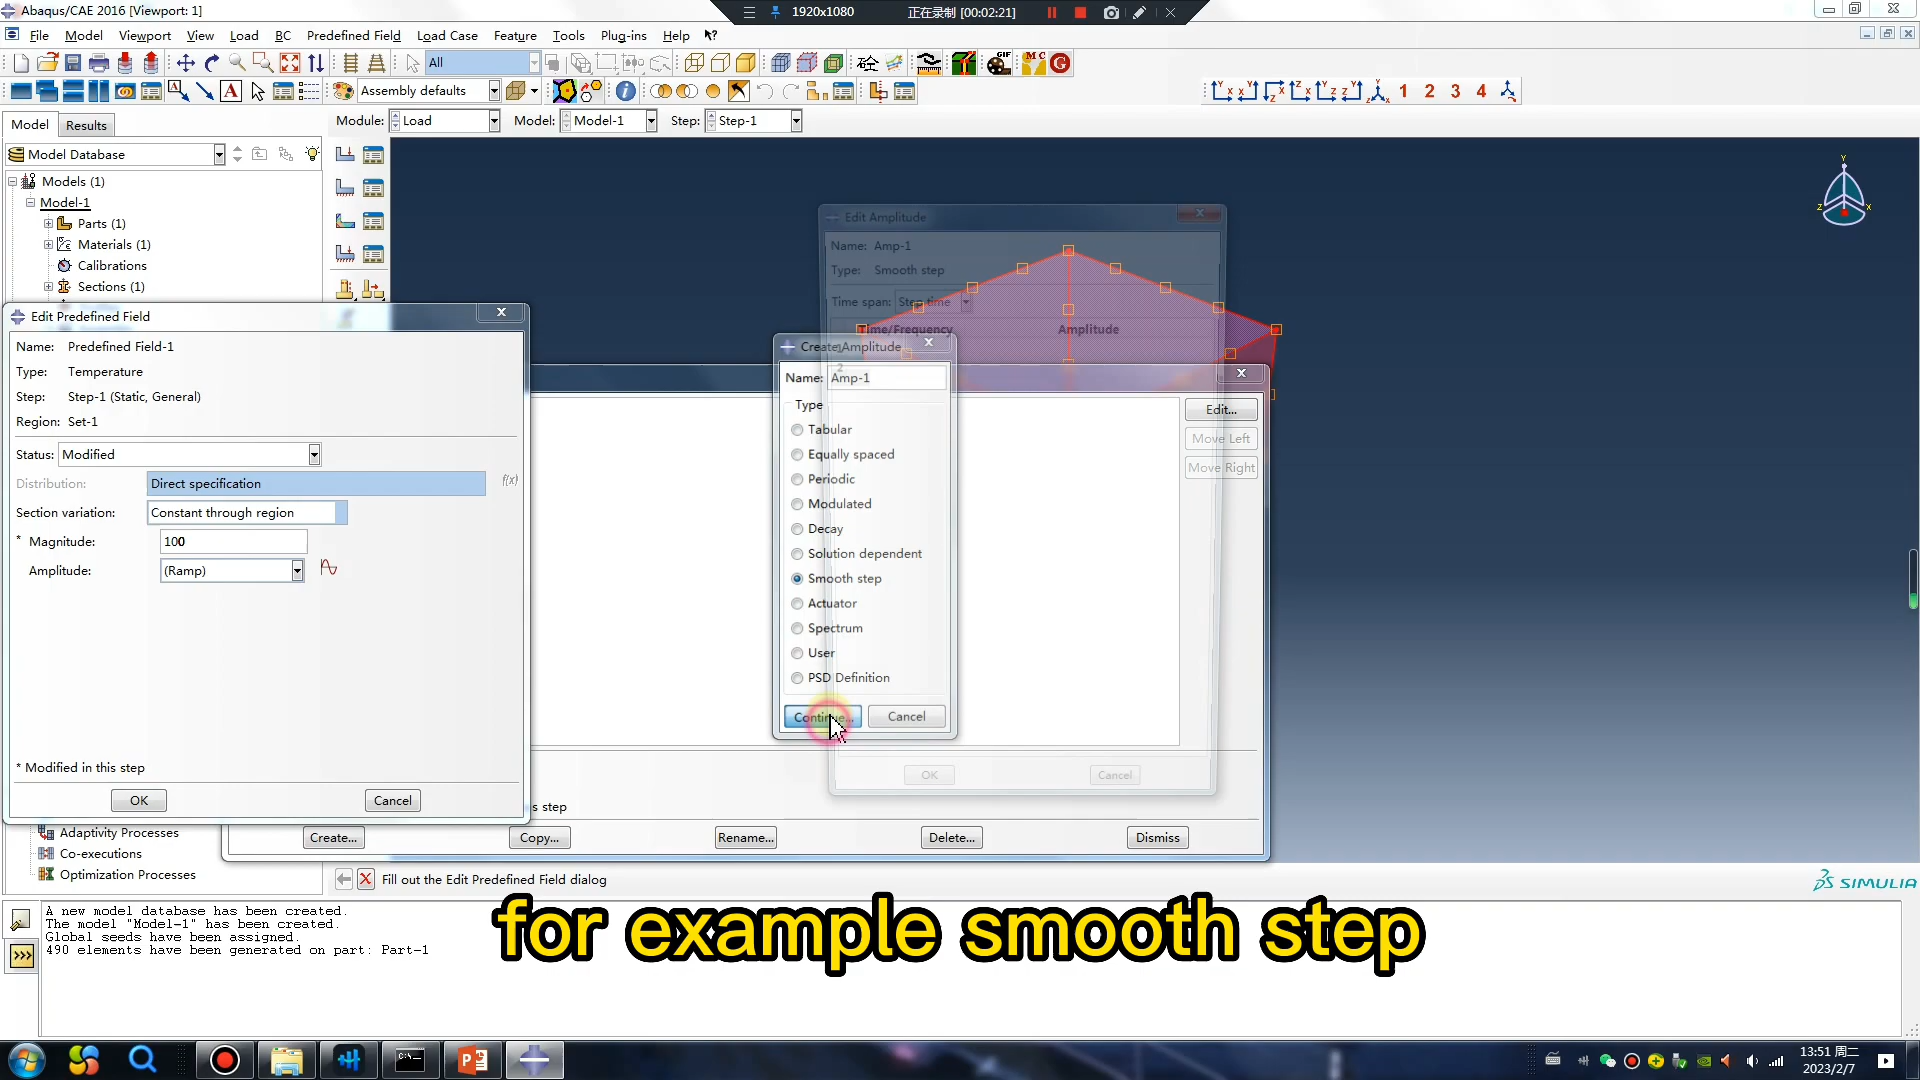 Abaqus/CAE 2016 [Viewport: 1]
1920x1080
正在录制 [00:02:21]
File Model Viewport View Load BC Predefined Field Load Case Feature Tools Plug-ins Help
All
Assembly defaults
1 2 3 4
Model Results
Module: Load Model: Model-1 Step: Step-1
Model Database
Models (1)
Model-1
Parts (1)
Materials (1)
Calibrations
Sections (1)
Edit Predefined Field
Name: Predefined Field-1
Type: Temperature
Step: Step-1 (Static, General)
Region: Set-1
Status: Modified
Distribution: Direct specification f(x)
Section variation: Constant through region
* Magnitude: 100
Amplitude: (Ramp)
* Modified in this step
OK Cancel
Edit Amplitude
Name: Amp-1
Type: Smooth step
Time span: Step time
Time/Frequency Amplitude
1
2
OK Cancel
Create Amplitude
Name: Amp-1
Type
Tabular
Equally spaced
Periodic
Modulated
Decay
Solution dependent
Smooth step
Actuator
Spectrum
User
PSD Definition
Continue... Cancel
Edit...
Move Left
Move Right
s step
Create... Copy... Rename... Delete... Dismiss
Adaptivity Processes
Co-executions
Optimization Processes
Fill out the Edit Predefined Field dialog
SIMULIA
A new model database has been created.
The model "Model-1" has been created.
Global seeds have been assigned.
490 elements have been generated on part: Part-1
for example smooth step
13:51 周二
2023/2/7